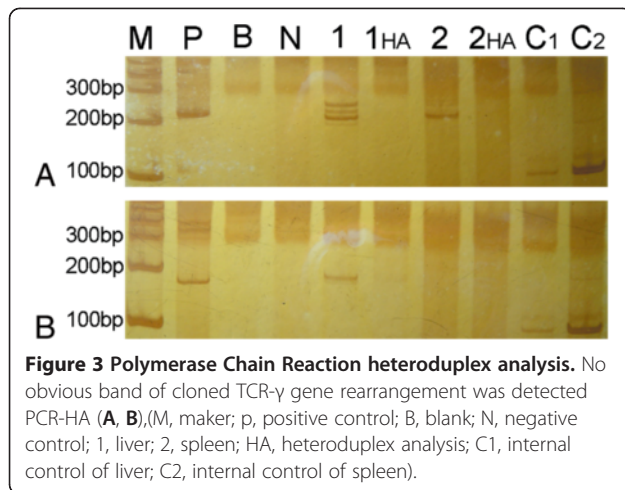 M P B N 1 1HA 2 2HA C1 C2
300bp
200bp
A 100bp
300bp
200bp
B 100bp
Figure 3 Polymerase Chain Reaction heteroduplex analysis. No
obvious band of cloned TCR-γ gene rearrangement was detected
PCR-HA (A, B),(M, maker; p, positive control; B, blank; N, negative
control; 1, liver; 2, spleen; HA, heteroduplex analysis; C1, internal
control of liver; C2, internal control of spleen).